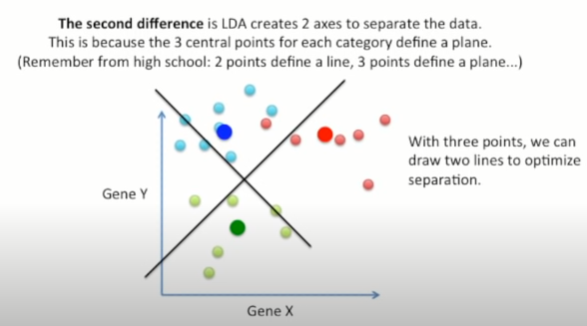 The second difference is LDA creates 2 axes to separate the data.
This is because the 3 central points for each category define a plane.
(Remember from high school: 2 points define a line, 3 points define a plane...)
With three points, we can
draw two lines to optimize
separation.
Gene Y
Gene X